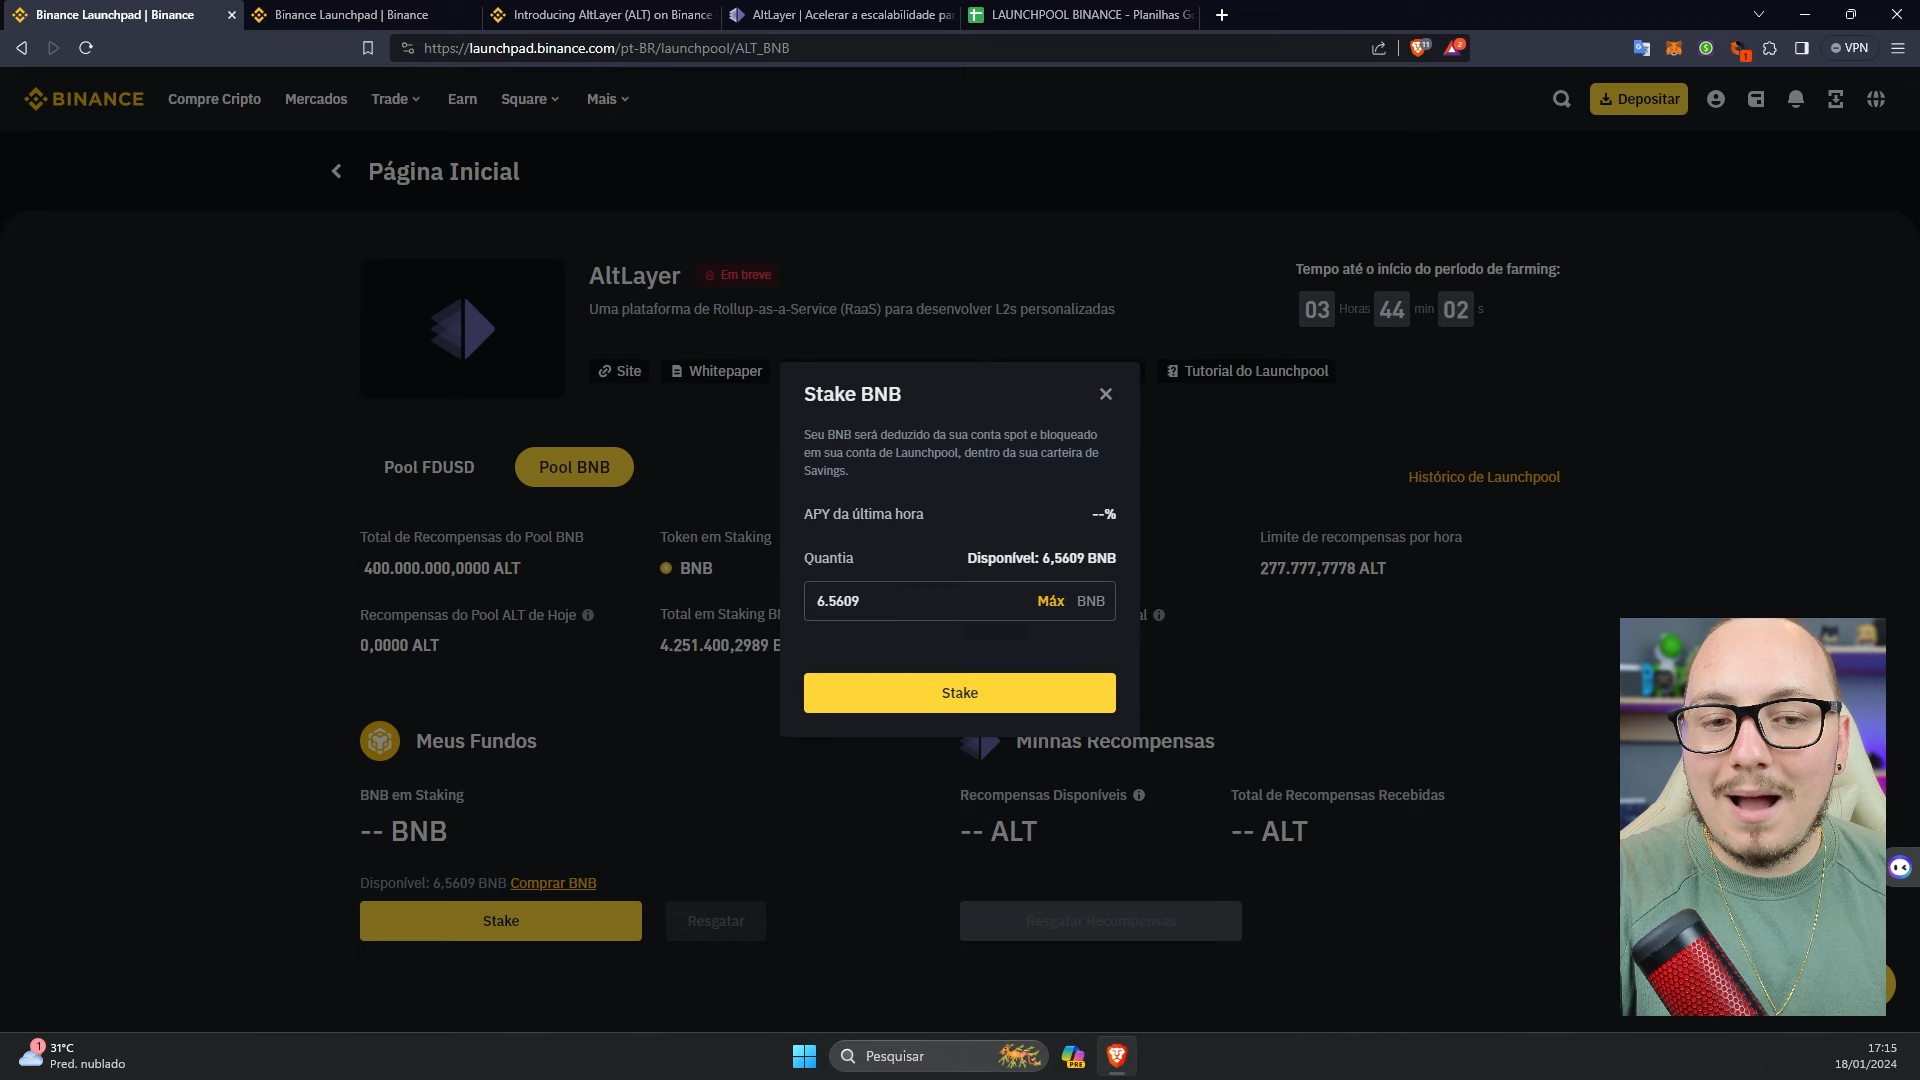 Binance Launchpad | Binance
Binance Launchpad | Binance
Introducing AltLayer (ALT) on Binance
AltLayer | Acelerar a escalabilidade pa
LAUNCHPOOL BINANCE - Planilhas Go
https://launchpad.binance.com/pt-BR/launchpool/ALT_BNB
11
2
1
VPN
BINANCE
Compre Cripto
Mercados
Trade
Earn
Square
Mais
Depositar
Página Inicial
AltLayer
Em breve
Uma plataforma de Rollup-as-a-Service (RaaS) para desenvolver L2s personalizadas
Tempo até o início do período de farming:
03 Horas 44 min 02 s
Site
Whitepaper
Tutorial do Launchpool
Stake BNB
Seu BNB será deduzido da sua conta spot e bloqueado
em sua conta de Launchpool, dentro da sua carteira de
Savings.
APY da última hora
--%
Quantia
Disponível: 6,5609 BNB
6.5609
Máx
BNB
Stake
Pool FDUSD
Pool BNB
Histórico de Launchpool
Total de Recompensas do Pool BNB
400.000.000,0000 ALT
Token em Staking
BNB
Limite de recompensas por hora
277.777,7778 ALT
Recompensas do Pool ALT de Hoje
0,0000 ALT
Total em Staking B
4.251.400,2989
al
Meus Fundos
BNB em Staking
-- BNB
Disponível: 6,5609 BNB Comprar BNB
Stake
Resgatar
Minhas Recompensas
Recompensas Disponíveis
-- ALT
Total de Recompensas Recebidas
-- ALT
Resgatar Recompensas
1
31°C
Pred. nublado
Pesquisar
PRE
17:15
18/01/2024